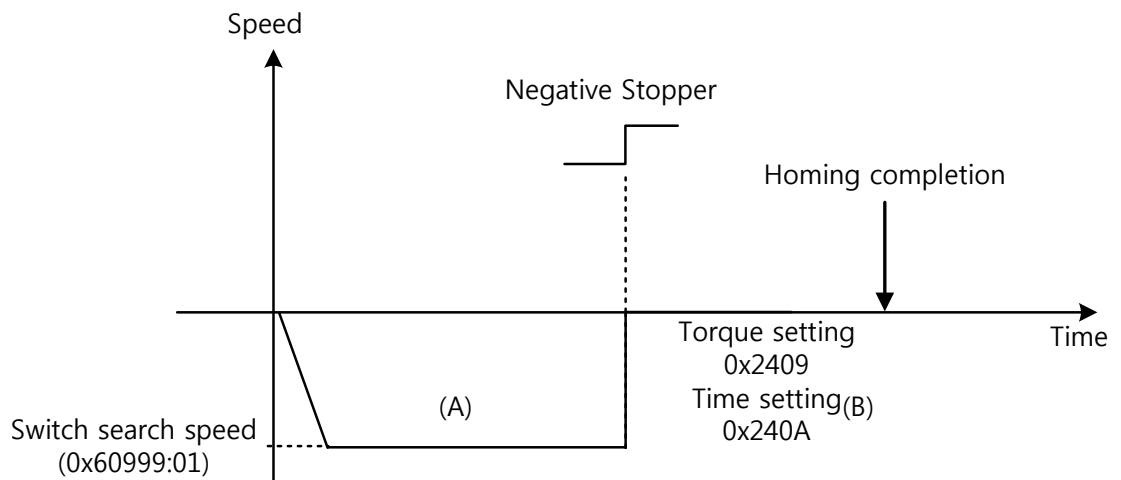 Speed
Negative Stopper
Homing completion
Time
Torque setting
0x2409
Time setting(B)
0x240A
(A)
Switch search speed
(0x60999:01)